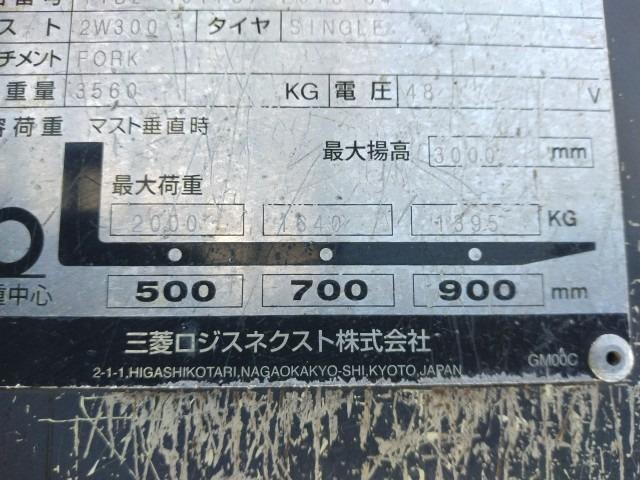 スト 2W300 タイヤ SINGLE
チメント FORK
重量 3560 KG 電圧 48 V
容荷重 マスト垂直時
最大揚高 3000 mm
最大荷重
2000 1640 1395 KG
重中心 500 700 900 mm
三菱ロジスネクスト株式会社
2-1-1,HIGASHIKOTARI,NAGAOKAKYO-SHI,KYOTO,JAPAN
GM00C